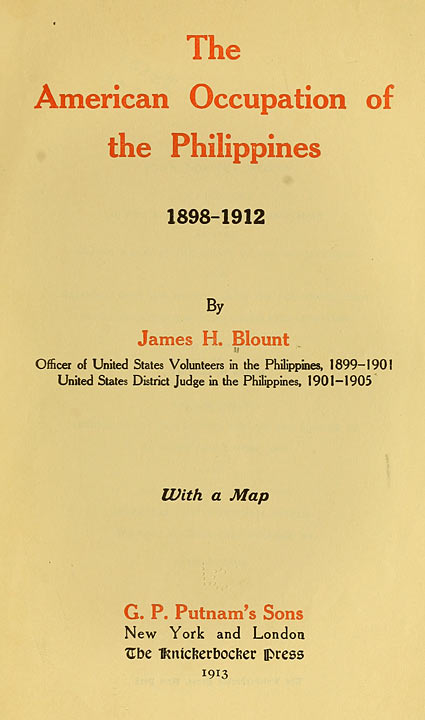 The
American Occupation of
the Philippines
1898–1912
By
James H. Blount
Officer of United States Volunteers in the Philippines, 1899–1901
United States District Judge in the Philippines, 1901–1905
With a Map
G. P. Putnam's Sons
New York and London
The Knickerbocker Press
1913